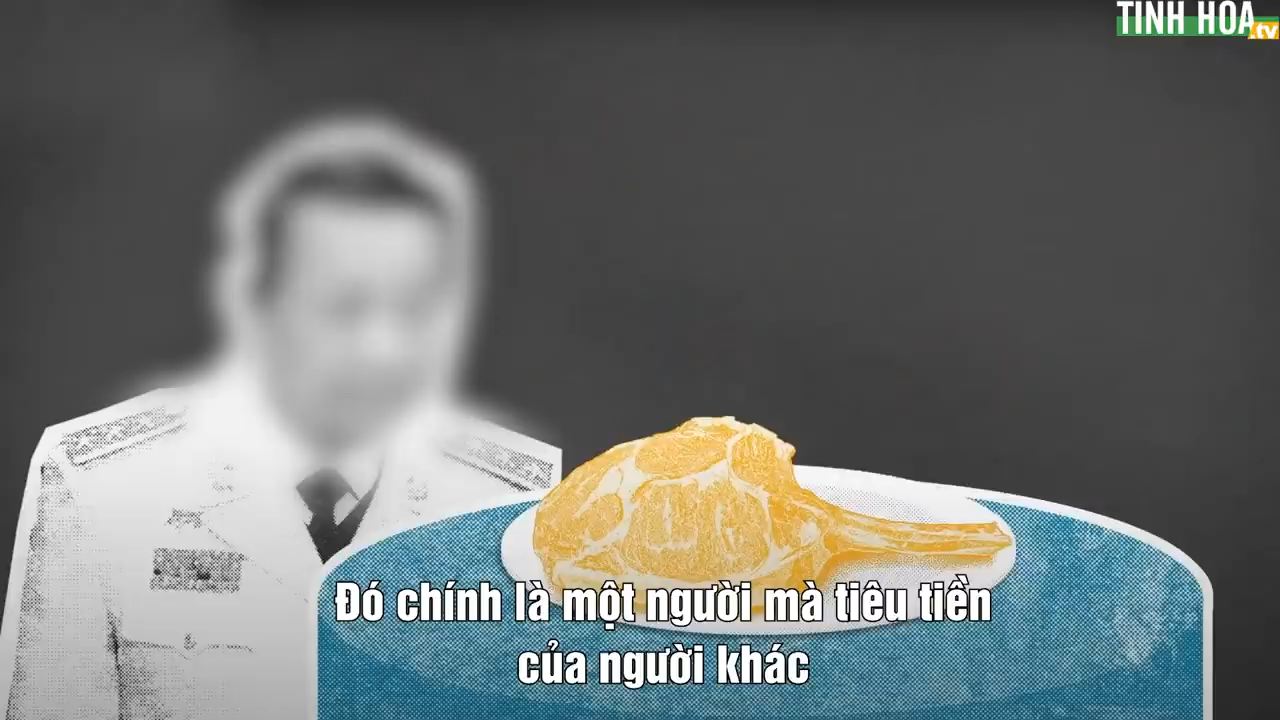 TINH HOA
.tv
Đó chính là một người mà tiêu tiền
của người khác